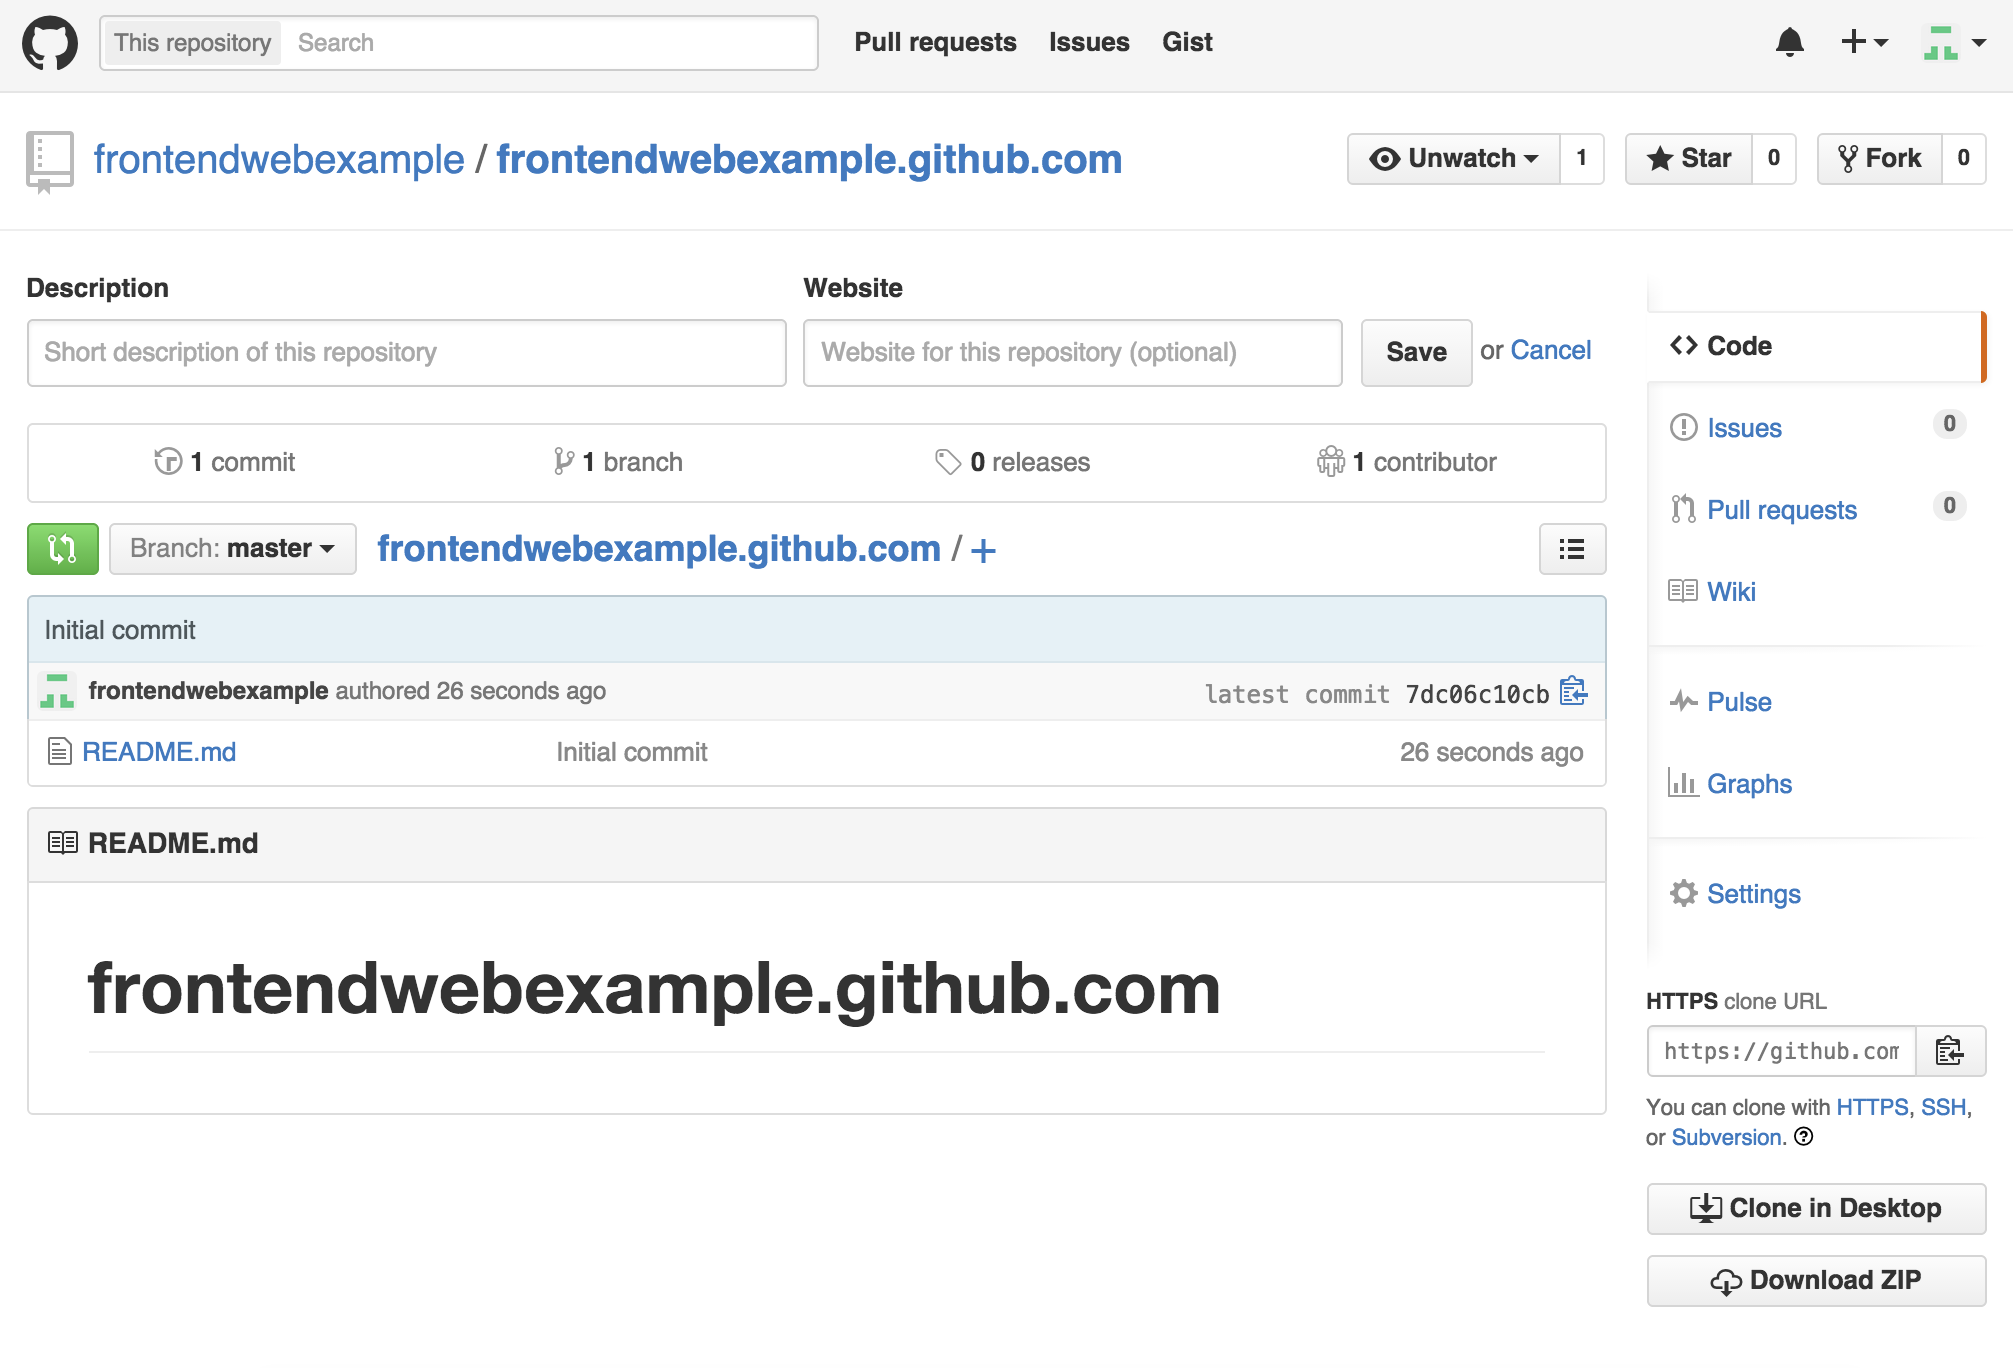 This repository Search Pull requests Issues Gist
frontendwebexample / frontendwebexample.github.com Unwatch 1 Star 0 Fork 0
Description Website
Short description of this repository Website for this repository (optional) Save or Cancel
1 commit 1 branch 0 releases 1 contributor
Branch: master frontendwebexample.github.com / +
Initial commit
frontendwebexample authored 26 seconds ago latest commit 7dc06c10cb
README.md Initial commit 26 seconds ago
README.md
frontendwebexample.github.com
Code
Issues 0
Pull requests 0
Wiki
Pulse
Graphs
Settings
HTTPS clone URL
https://github.com
You can clone with HTTPS, SSH,
or Subversion.
Clone in Desktop
Download ZIP